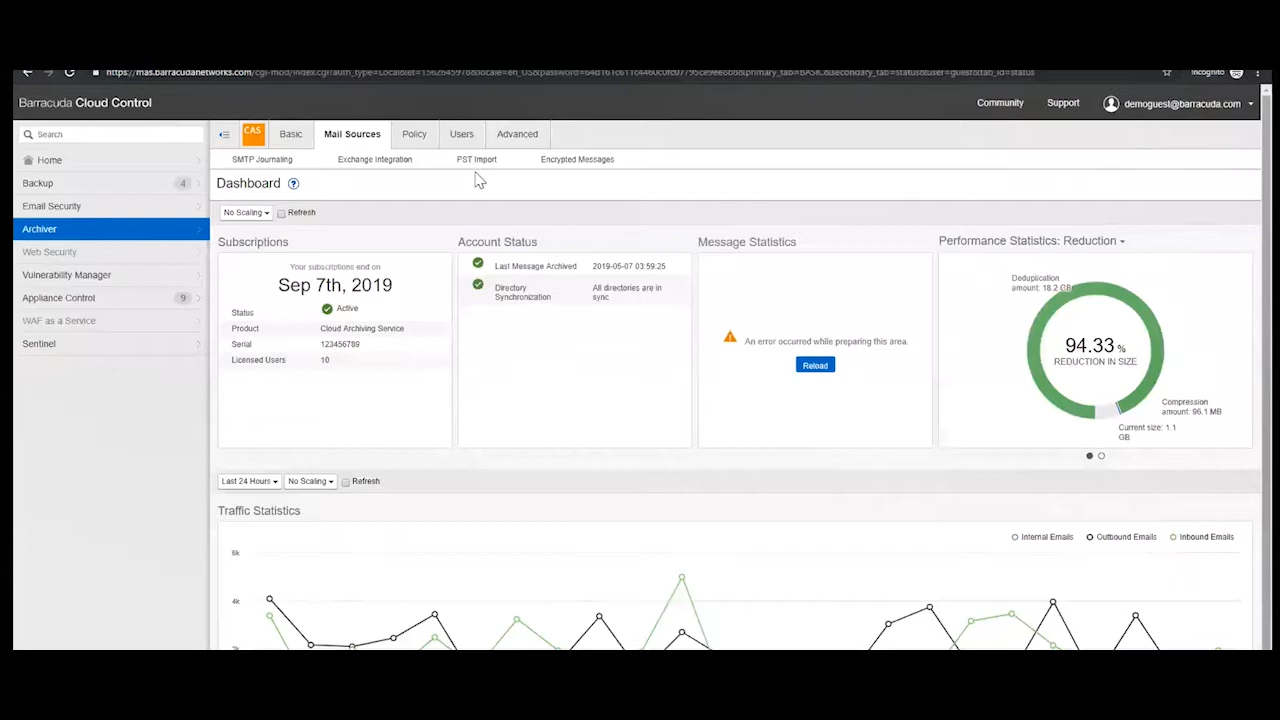 Barracuda Cloud Control
Community Support demoguest@barracuda.com
Search
Home
Backup 4
Email Security
Archiver
Web Security
Vulnerability Manager
Appliance Control 9
WAF as a Service
Sentinel
CAS Basic Mail Sources Policy Users Advanced
SMTP Journaling Exchange Integration PST Import Encrypted Messages
Dashboard ?
No Scaling Refresh
Subscriptions
Your subscriptions end on
Sep 7th, 2019
Status Active
Product Cloud Archiving Service
Serial 123456789
Licensed Users 10
Account Status
Last Message Archived 2019-05-07 03:59:25
Directory Synchronization All directories are in sync
Message Statistics
An error occurred while preparing this area.
Reload
Performance Statistics: Reduction
Deduplication
amount: 18.2 GB
94.33 %
REDUCTION IN SIZE
Compression
amount: 96.1 MB
Current size: 1.1
GB
Last 24 Hours No Scaling Refresh
Traffic Statistics
Internal Emails Outbound Emails Inbound Emails
6k
4k